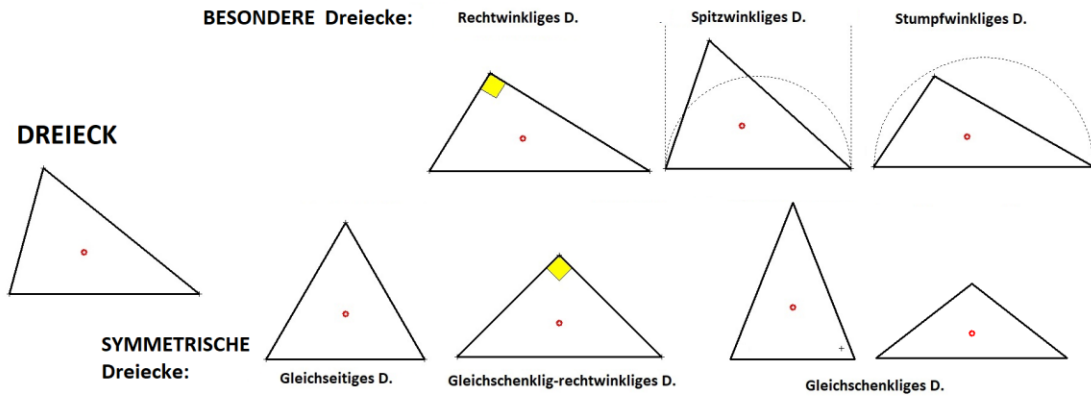 BESONDERE Dreiecke:
Rechtwinkliges D.
Spitzwinkliges D.
Stumpfwinkliges D.
DREIECK
SYMMETRISCHE
Dreiecke:
Gleichseitiges D.
Gleichschenklig-rechtwinkliges D.
Gleichschenkliges D.